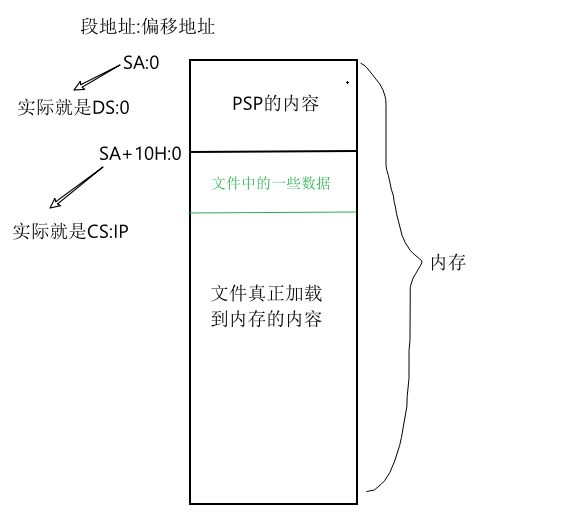 段地址:偏移地址
SA:0
实际就是DS:0
PSP的内容
SA+10H:0
文件中的一些数据
实际就是CS:IP
内存
文件真正加载
到内存的内容